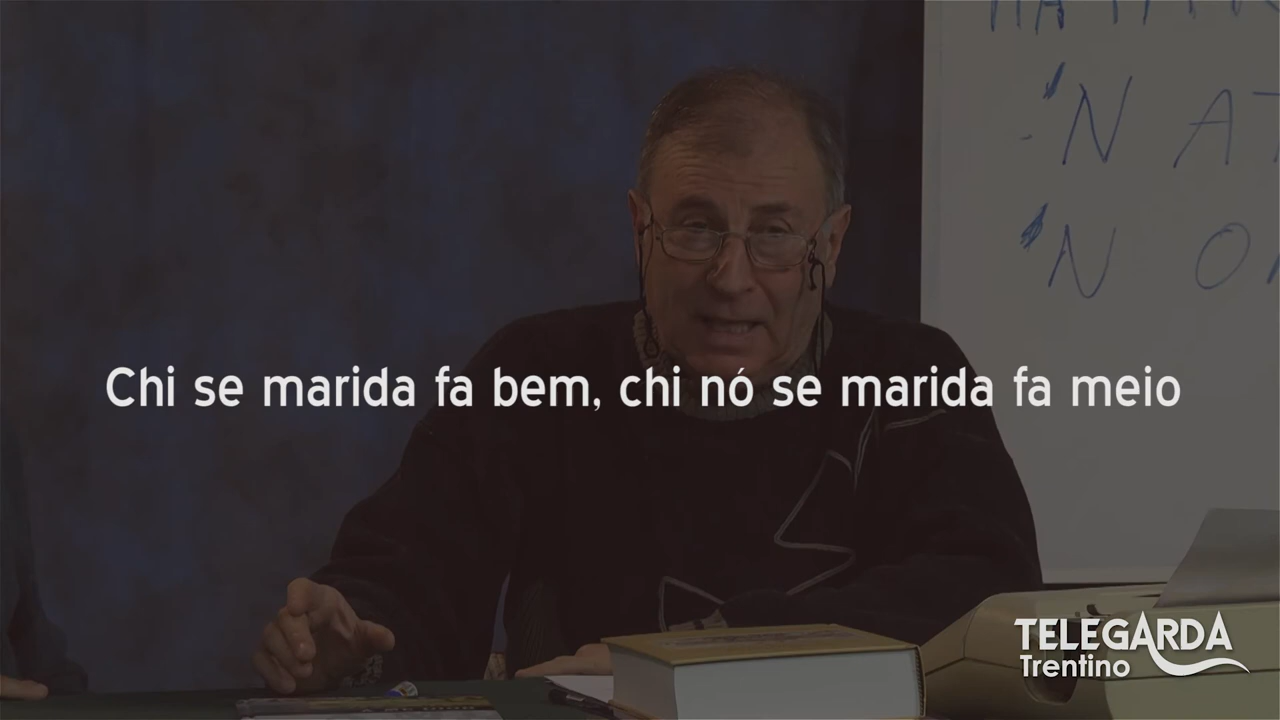 'N
- 'N
Chi se marida fa bem, chi nó se marida fa meio
TELEGARDA
Trentino